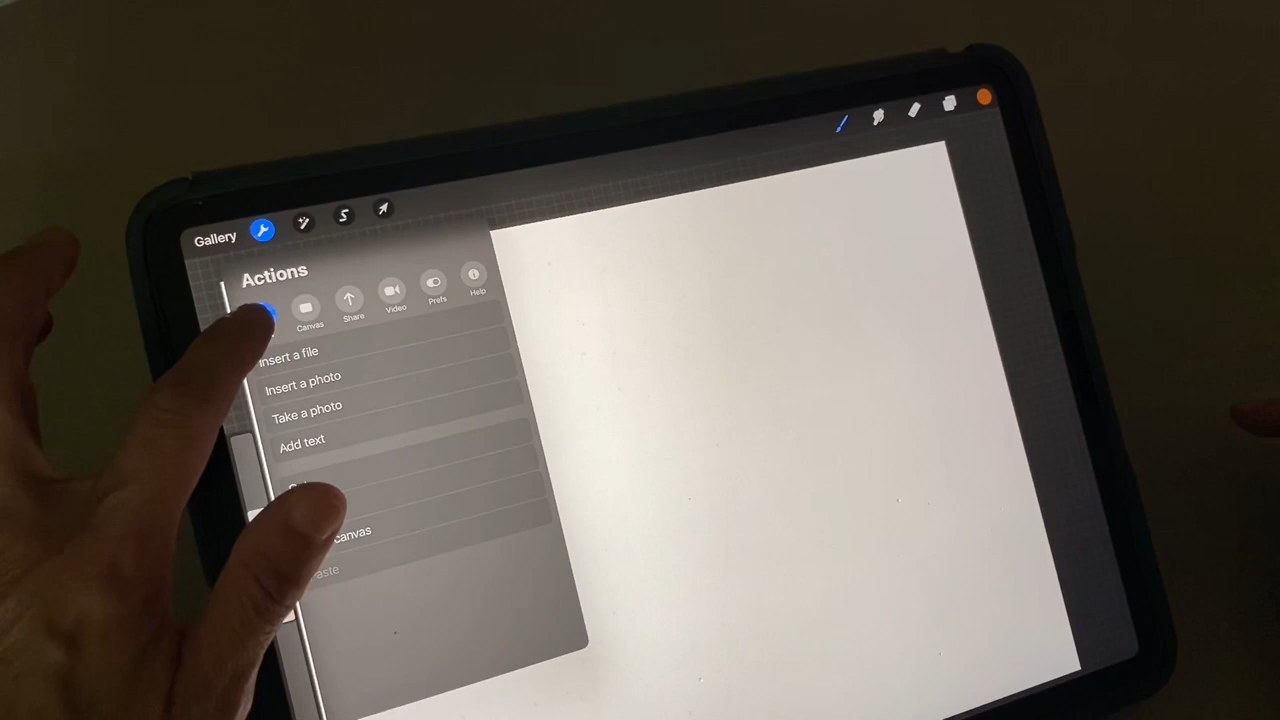 Gallery
Actions
Canvas
Share
Video
Prefs
Help
Insert a file
Insert a photo
Take a photo
Add text
canvas